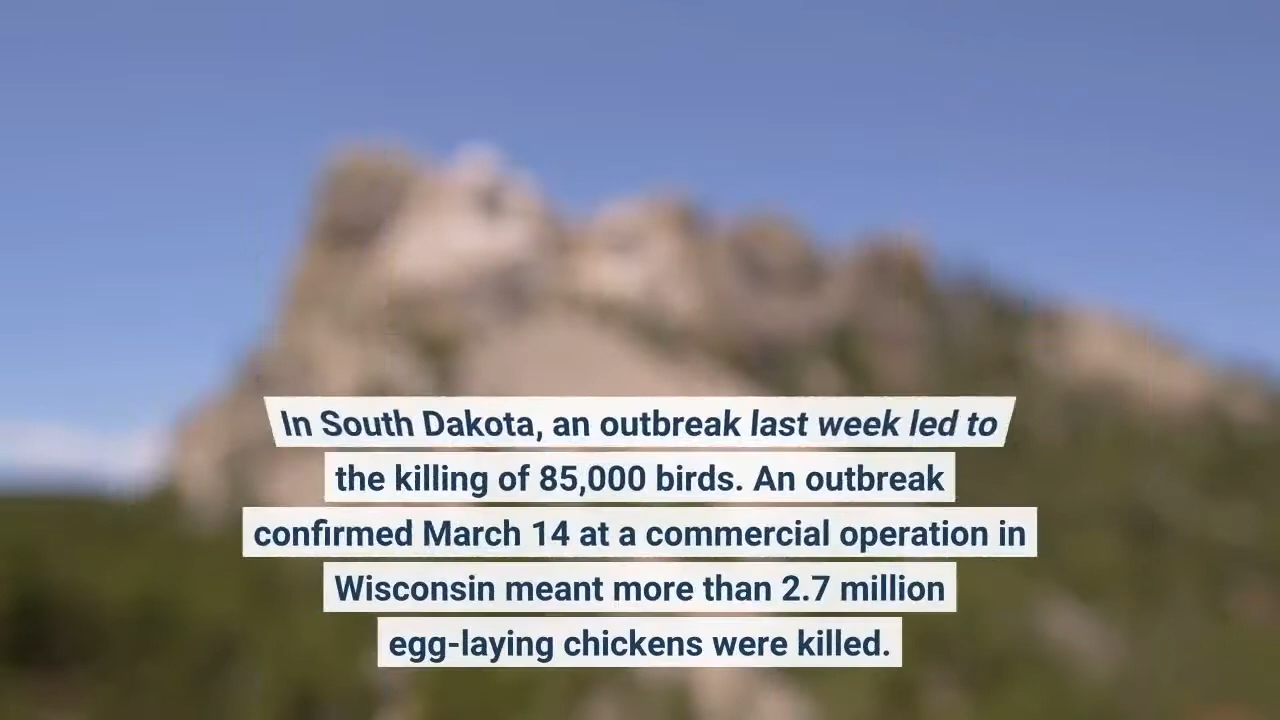 In South Dakota, an outbreak last week led to
the killing of 85,000 birds. An outbreak
confirmed March 14 at a commercial operation in
Wisconsin meant more than 2.7 million
egg-laying chickens were killed.